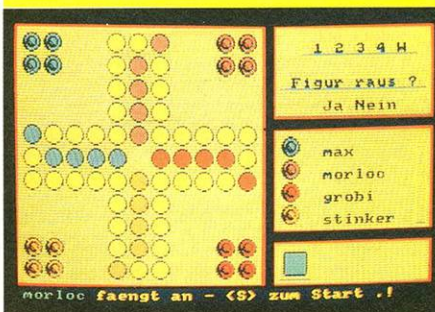 1 2 3 4 W
Figur raus ?
Ja Nein
max
morloc
grobi
stinker
morloc faengt an - <S> zum Start .!